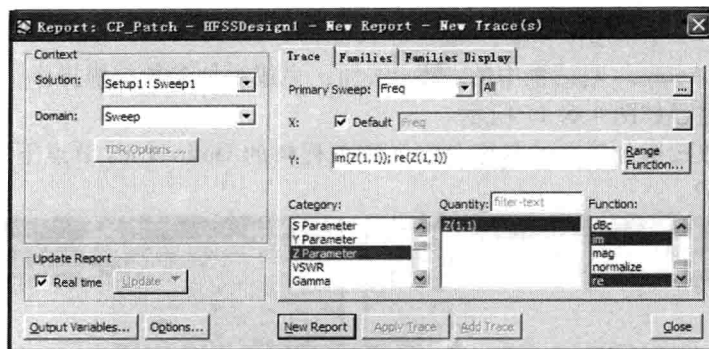 Report: CP_Patch - HFSSDesign1 - New Report - New Trace(s)
Context
Solution: Setup1 : Sweep1
Domain: Sweep
TDR Options ...
Update Report
Real time Update
Output Variables... Options...
Trace Families Families Display
Primary Sweep: Freq All ...
X: Default Freq
Y: im(Z(1,1)); re(Z(1,1)) Range Function...
Category: Quantity: filter-text Function:
S Parameter Z(1,1) dBc
Y Parameter im
Z Parameter mag
VSWR normalize
Gamma re
New Report Apply Trace Add Trace Close